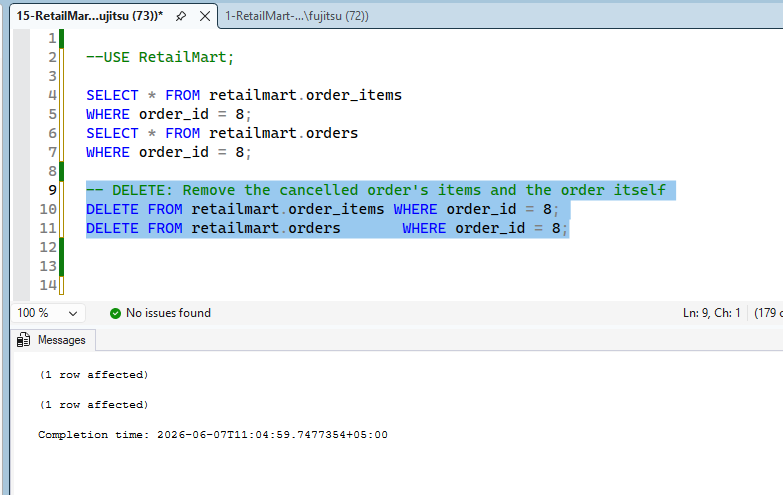 15-RetailMar...ujitsu (73))*
1-RetailMart-...\fujitsu (72))
1
2 --USE RetailMart;
3
4 SELECT * FROM retailmart.order_items
5 WHERE order_id = 8;
6 SELECT * FROM retailmart.orders
7 WHERE order_id = 8;
8
9 -- DELETE: Remove the cancelled order's items and the order itself
10 DELETE FROM retailmart.order_items WHERE order_id = 8;
11 DELETE FROM retailmart.orders       WHERE order_id = 8;
12
13
14
100 %
No issues found
Ln: 9, Ch: 1
(179 c
Messages
(1 row affected)
(1 row affected)
Completion time: 2026-06-07T11:04:59.7477354+05:00